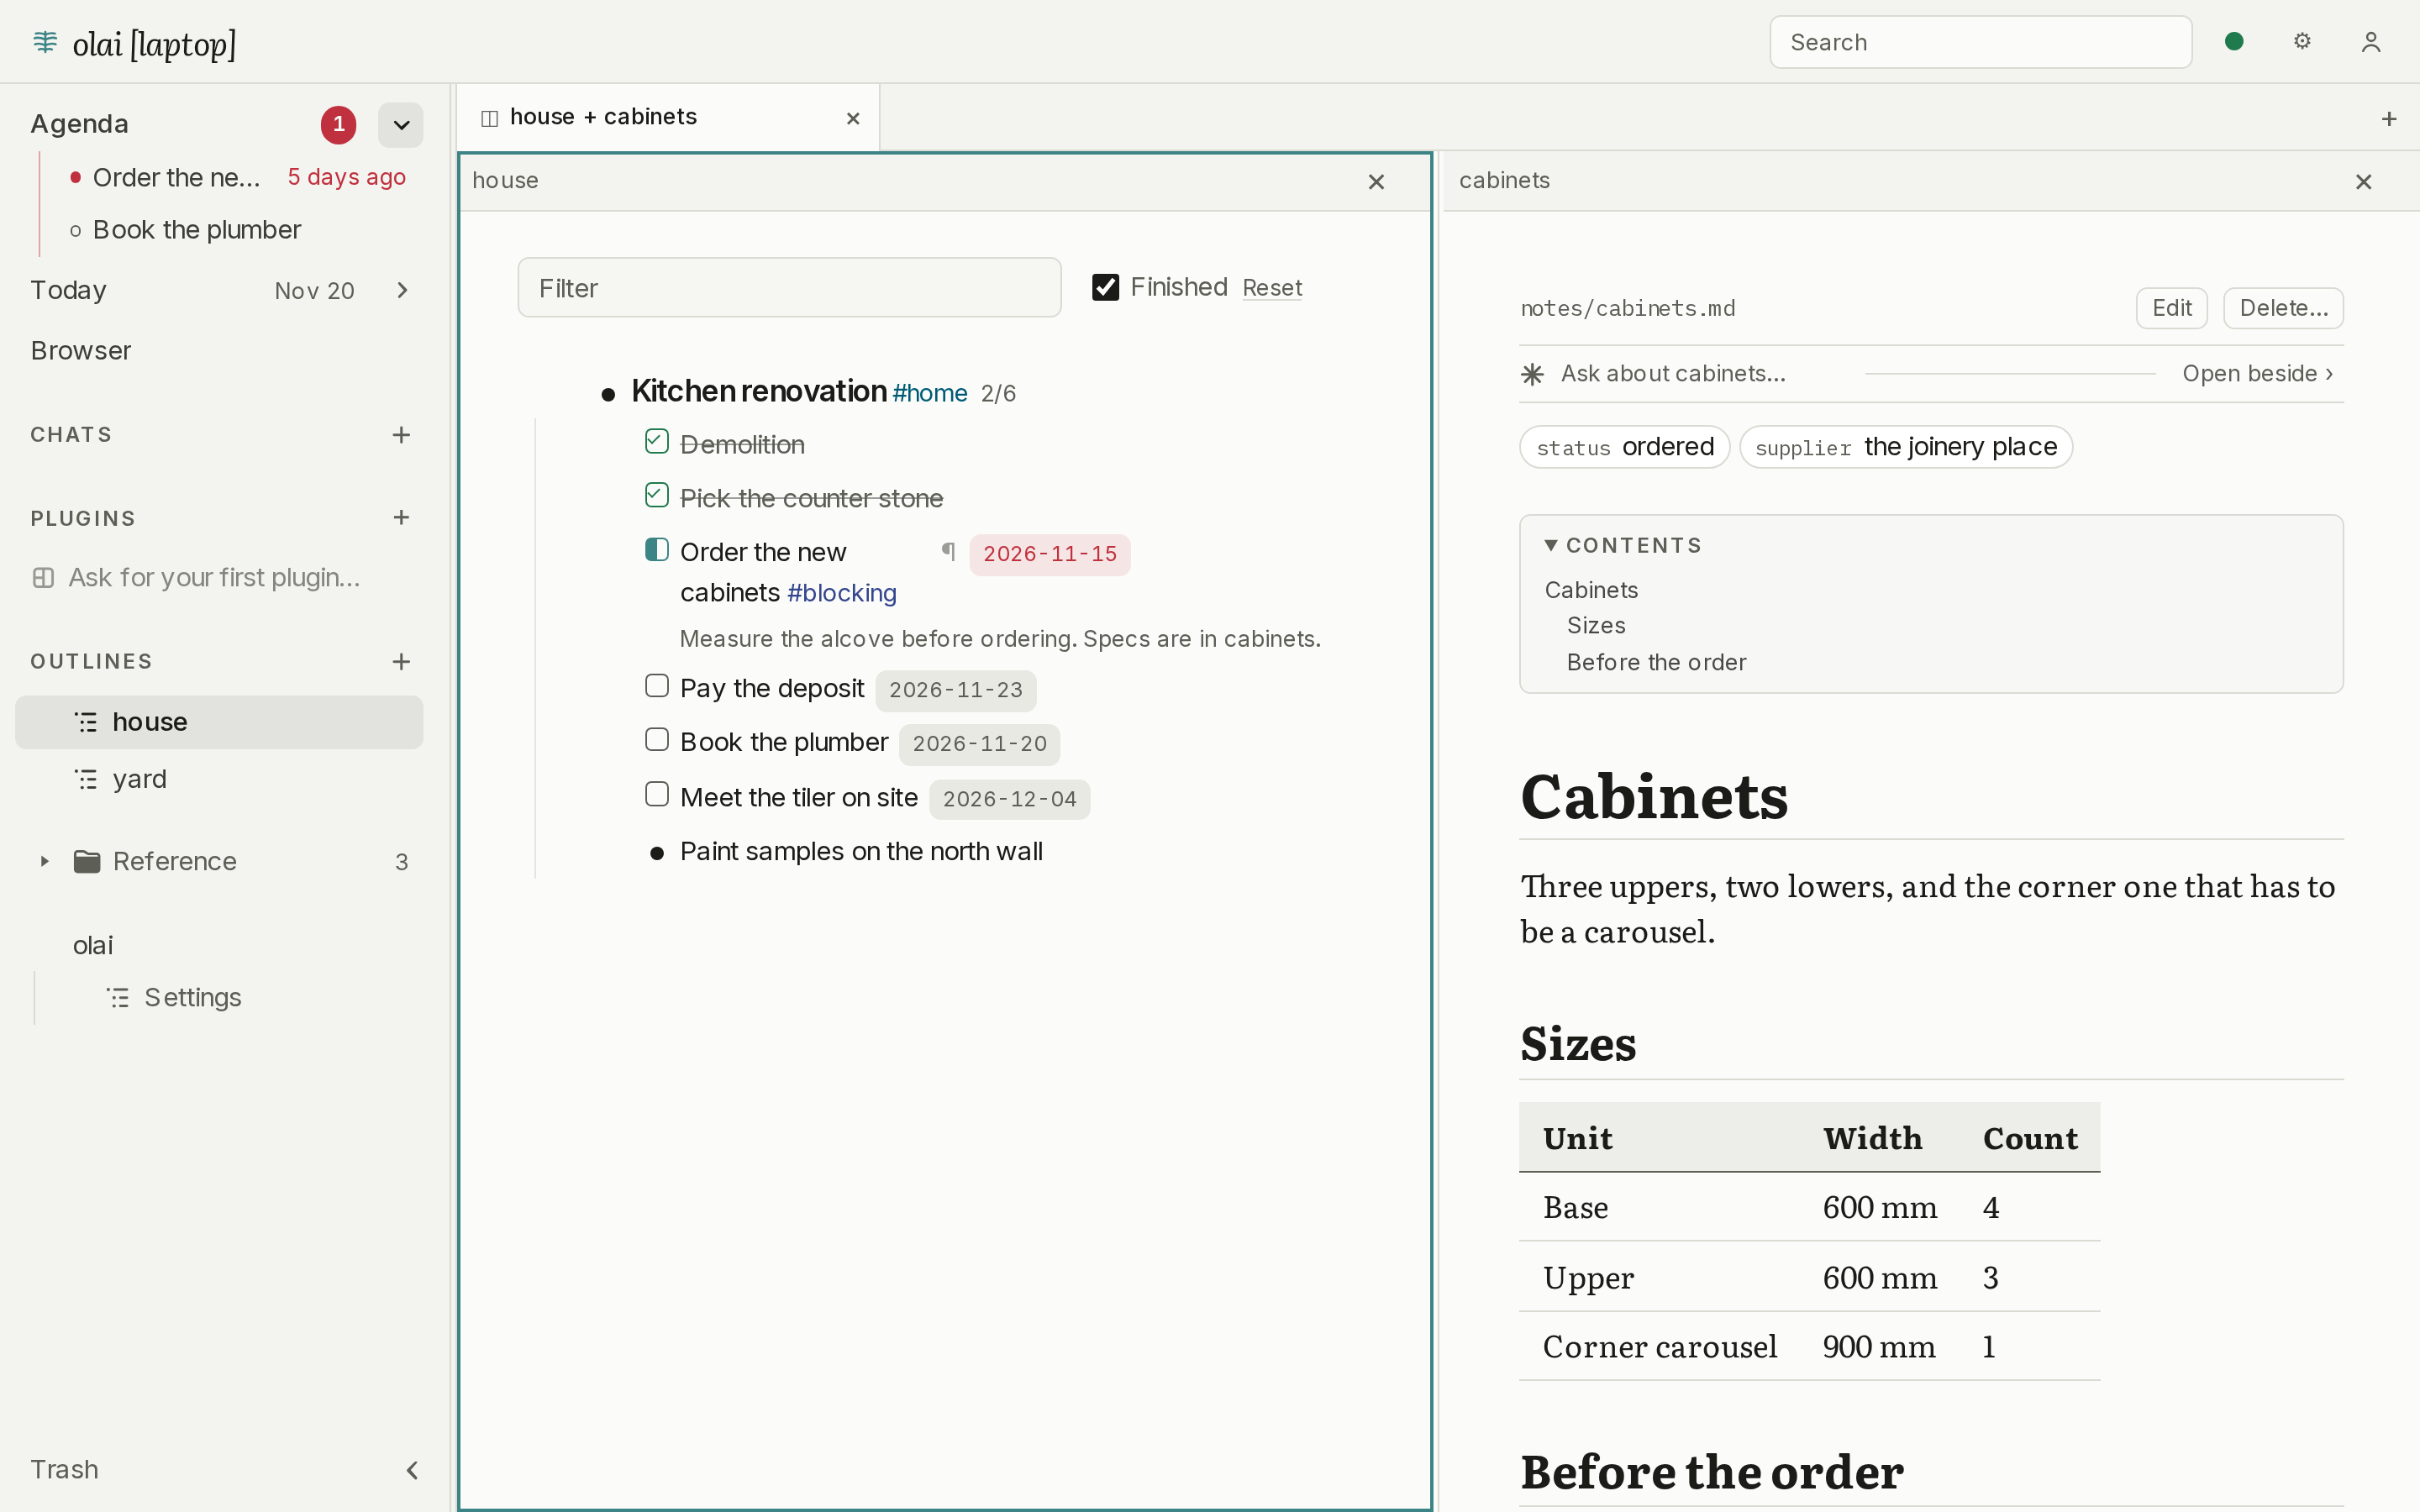 olai [laptop]
Search
Agenda
1
Order the ne... 5 days ago
Book the plumber
Today Nov 20
Browser
CHATS
PLUGINS
Ask for your first plugin...
OUTLINES
house
yard
Reference 3
olai
Settings
Trash
house + cabinets
house
Filter
Finished Reset
Kitchen renovation #home 2/6
Demolition
Pick the counter stone
Order the new ¶ 2026-11-15
cabinets #blocking
Measure the alcove before ordering. Specs are in cabinets.
Pay the deposit 2026-11-23
Book the plumber 2026-11-20
Meet the tiler on site 2026-12-04
Paint samples on the north wall
cabinets
notes/cabinets.md Edit Delete...
Ask about cabinets... Open beside ›
status ordered supplier the joinery place
CONTENTS
Cabinets
Sizes
Before the order
Cabinets
Three uppers, two lowers, and the corner one that has to
be a carousel.
Sizes
Unit Width Count
Base 600 mm 4
Upper 600 mm 3
Corner carousel 900 mm 1
Before the order